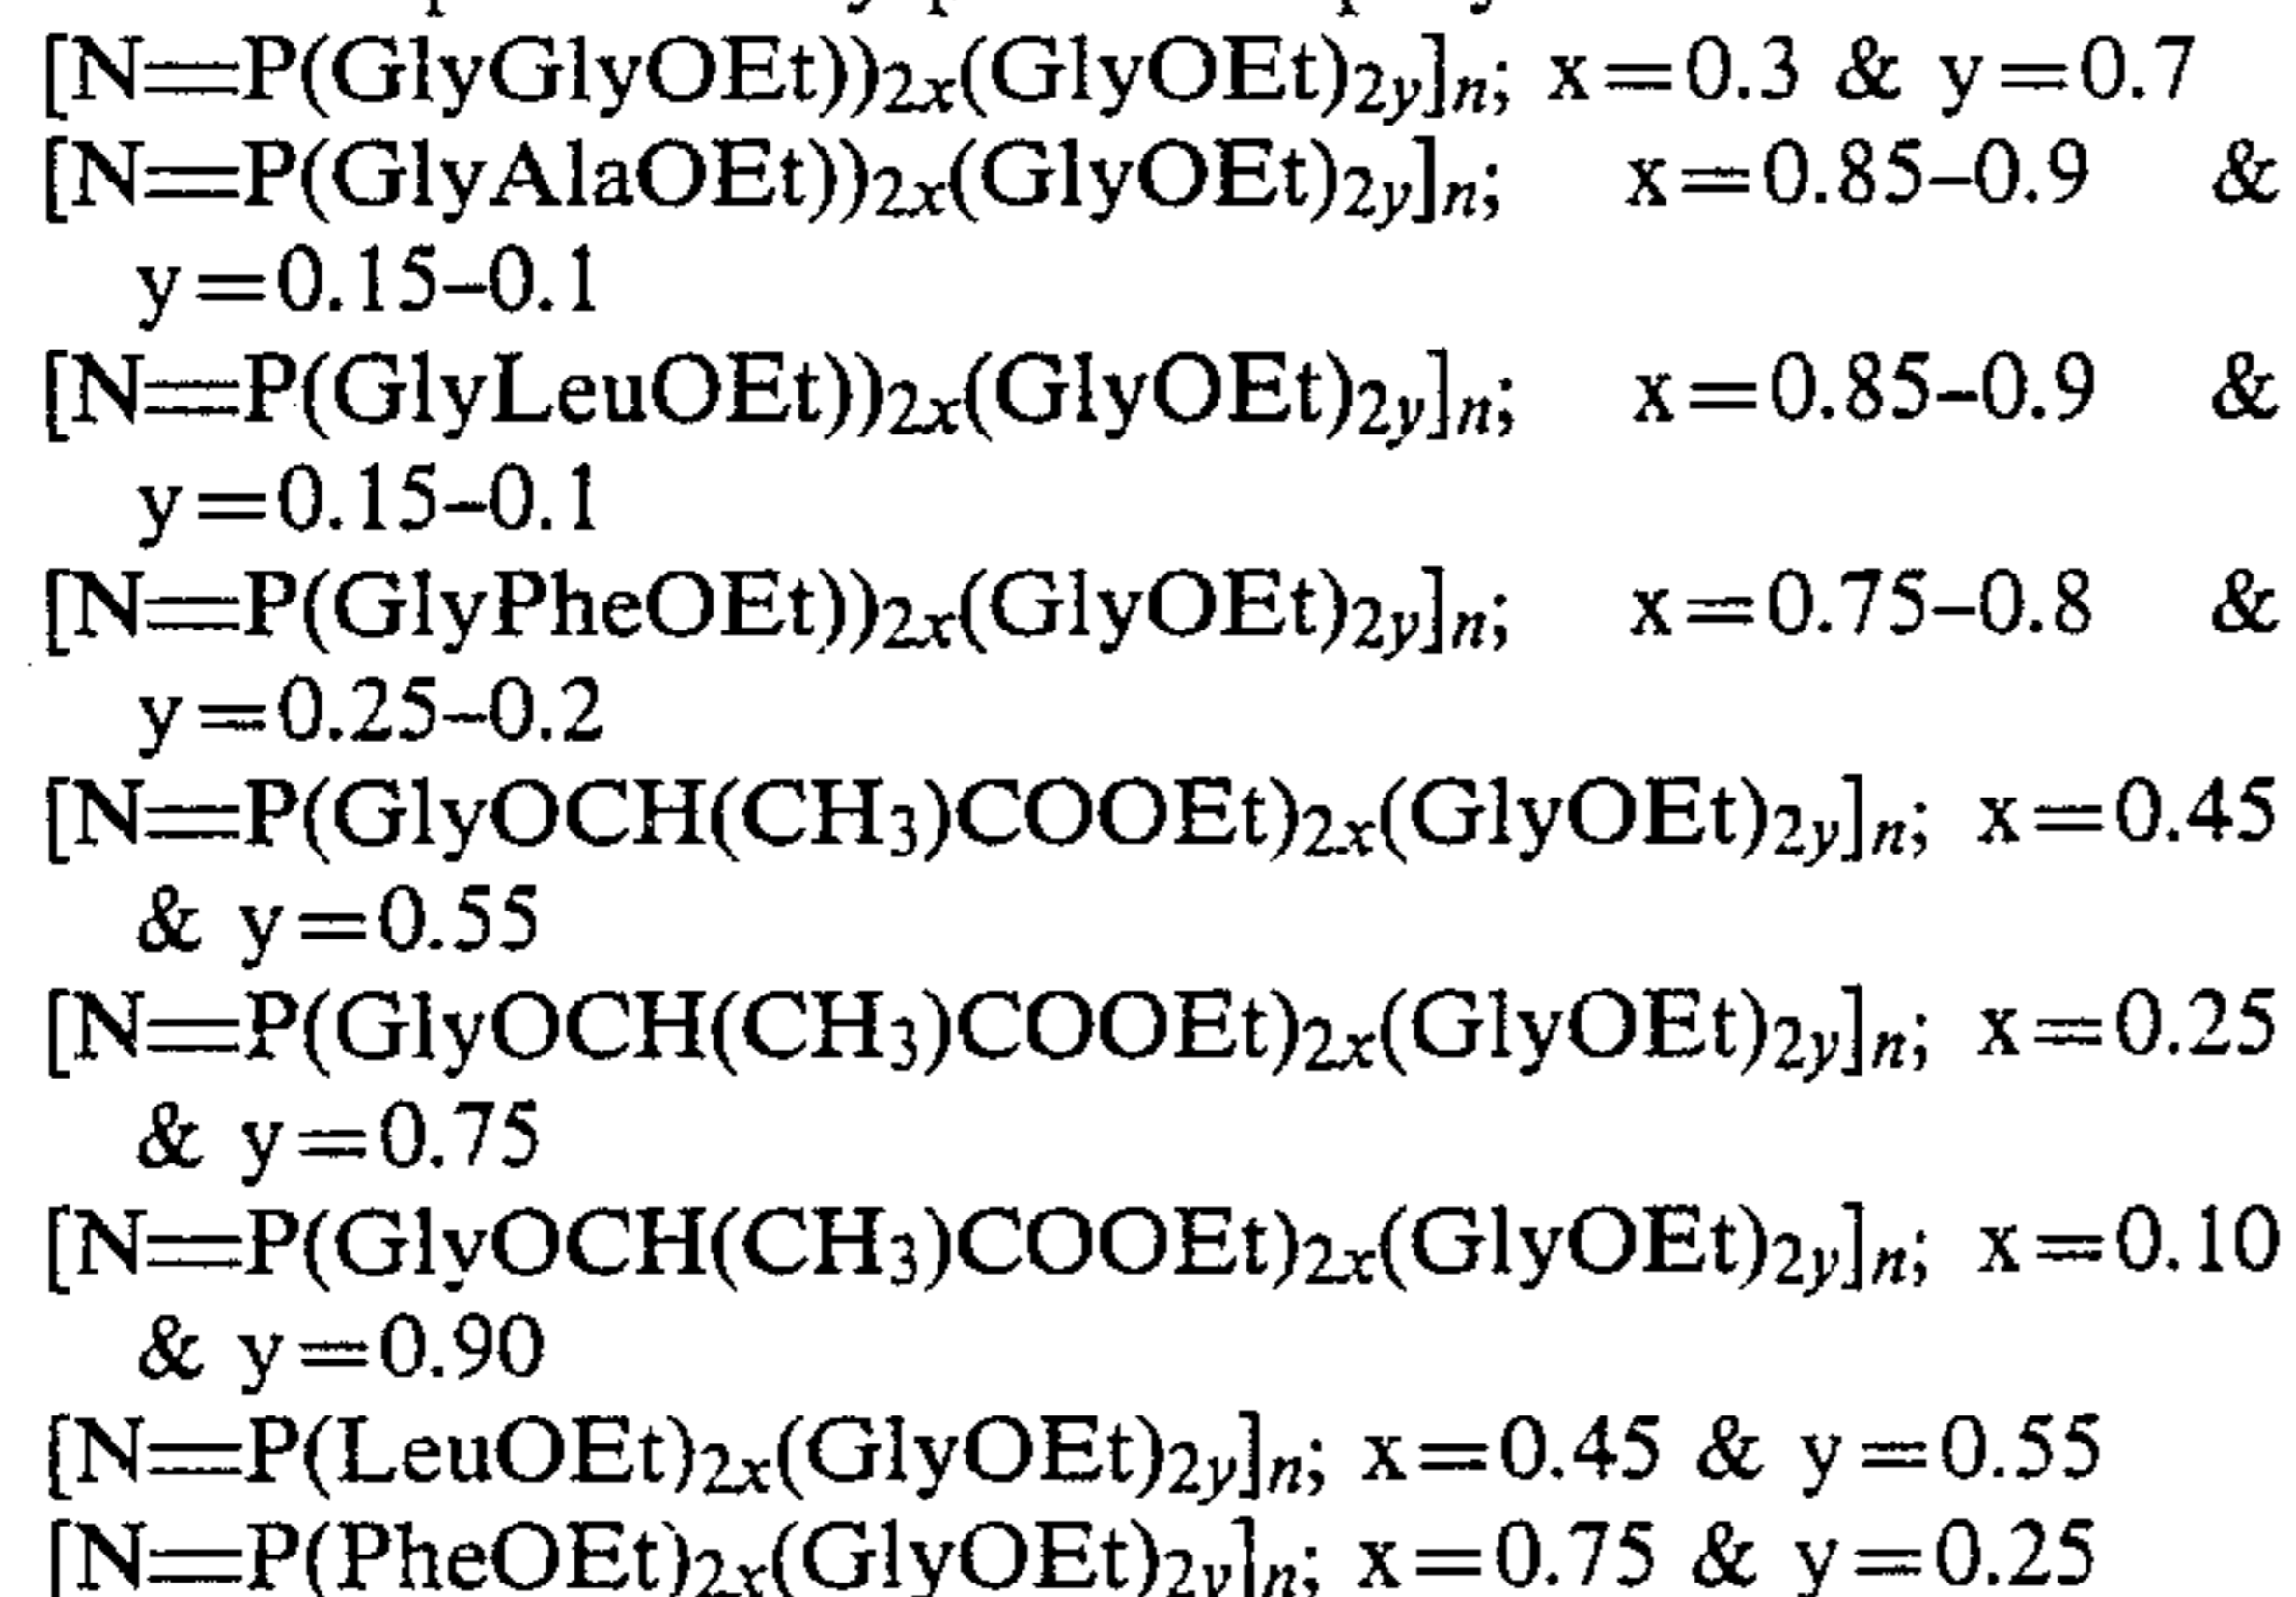 [N═P(GlyGlyOEt))₂ₓ(GlyOEt)₂y]ₙ; x=0.3 & y=0.7
[N═P(GlyAlaOEt))₂ₓ(GlyOEt)₂y]ₙ; x=0.85–0.9 &
y=0.15–0.1
[N═P(GlyLeuOEt))₂ₓ(GlyOEt)₂y]ₙ; x=0.85–0.9 &
y=0.15–0.1
[N═P(GlyPheOEt))₂ₓ(GlyOEt)₂y]ₙ; x=0.75–0.8 &
y=0.25–0.2
[N═P(GlyOCH(CH₃)COOEt)₂ₓ(GlyOEt)₂y]ₙ; x=0.45
& y=0.55
[N═P(GlyOCH(CH₃)COOEt)₂ₓ(GlyOEt)₂y]ₙ; x=0.25
& y=0.75
[N═P(GlyOCH(CH₃)COOEt)₂ₓ(GlyOEt)₂y]ₙ; x=0.10
& y=0.90
[N═P(LeuOEt)₂ₓ(GlyOEt)₂y]ₙ; x=0.45 & y=0.55
[N═P(PheOEt)₂ₓ(GlyOEt)₂y]ₙ; x=0.75 & y=0.25